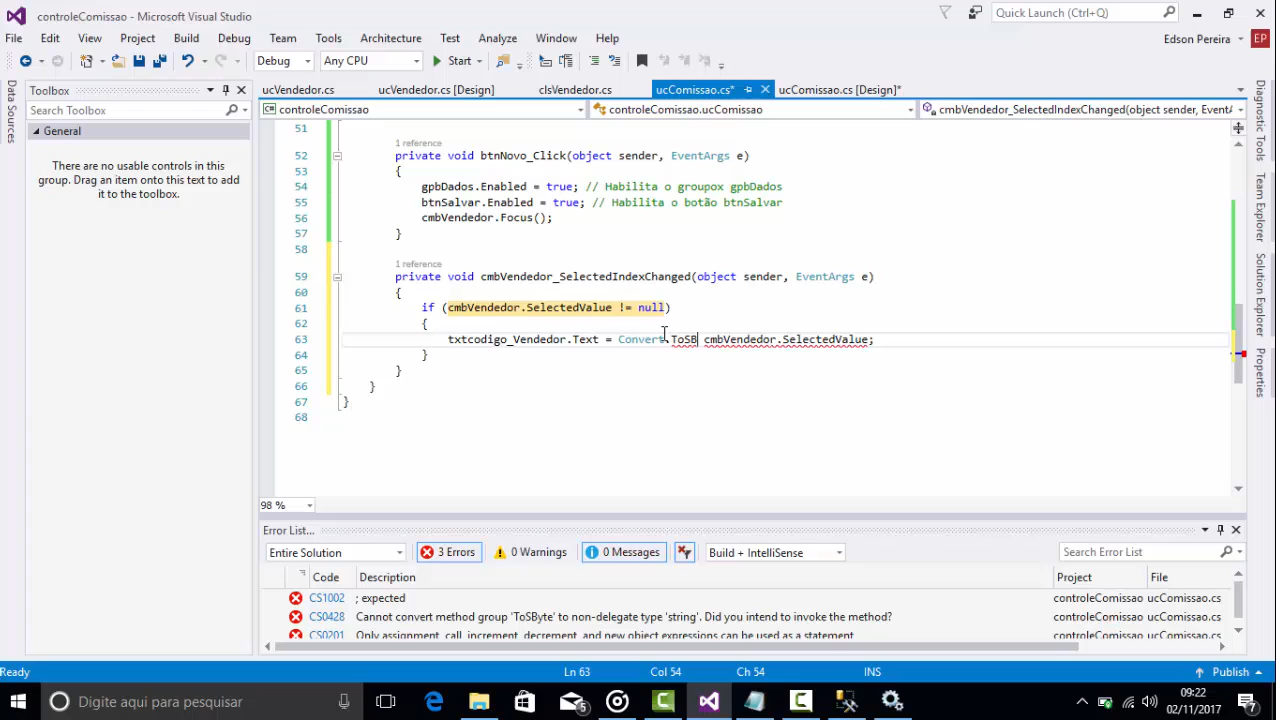 controleComissao - Microsoft Visual Studio
Quick Launch (Ctrl+Q)
File Edit View Project Build Debug Team Tools Architecture Test Analyze Window Help
Edson Pereira EP
Debug Any CPU Start
Toolbox
Search Toolbox
General
There are no usable controls in this
group. Drag an item onto this text to add
it to the toolbox.
Data Sources
ucVendedor.cs ucVendedor.cs [Design] clsVendedor.cs ucComissao.cs* ucComissao.cs [Design]*
controleComissao controleComissao.ucComissao cmbVendedor_SelectedIndexChanged(object sender, EventA
51
1 reference
52 private void btnNovo_Click(object sender, EventArgs e)
53 {
54 gpbDados.Enabled = true; // Habilita o groupox gpbDados
55 btnSalvar.Enabled = true; // Habilita o botão btnSalvar
56 cmbVendedor.Focus();
57 }
58
1 reference
59 private void cmbVendedor_SelectedIndexChanged(object sender, EventArgs e)
60 {
61 if (cmbVendedor.SelectedValue != null)
62 {
63 txtcodigo_Vendedor.Text = Convert.ToSB cmbVendedor.SelectedValue;
64 }
65 }
66 }
67 }
68
98 %
Diagnostic Tools
Team Explorer
Solution Explorer
Properties
Error List...
Entire Solution 3 Errors 0 Warnings 0 Messages Build + IntelliSense Search Error List
Code Description Project File
CS1002 ; expected controleComissao ucComissao.cs
CS0428 Cannot convert method group 'ToSByte' to non-delegate type 'string'. Did you intend to invoke the method? controleComissao ucComissao.cs
CS0201 Only assignment, call, increment, decrement, and new object expressions can be used as a statement controleComissao ucComissao.cs
Ready Ln 63 Col 54 Ch 54 INS Publish
Digite aqui para pesquisar
5
09:22
02/11/2017
7